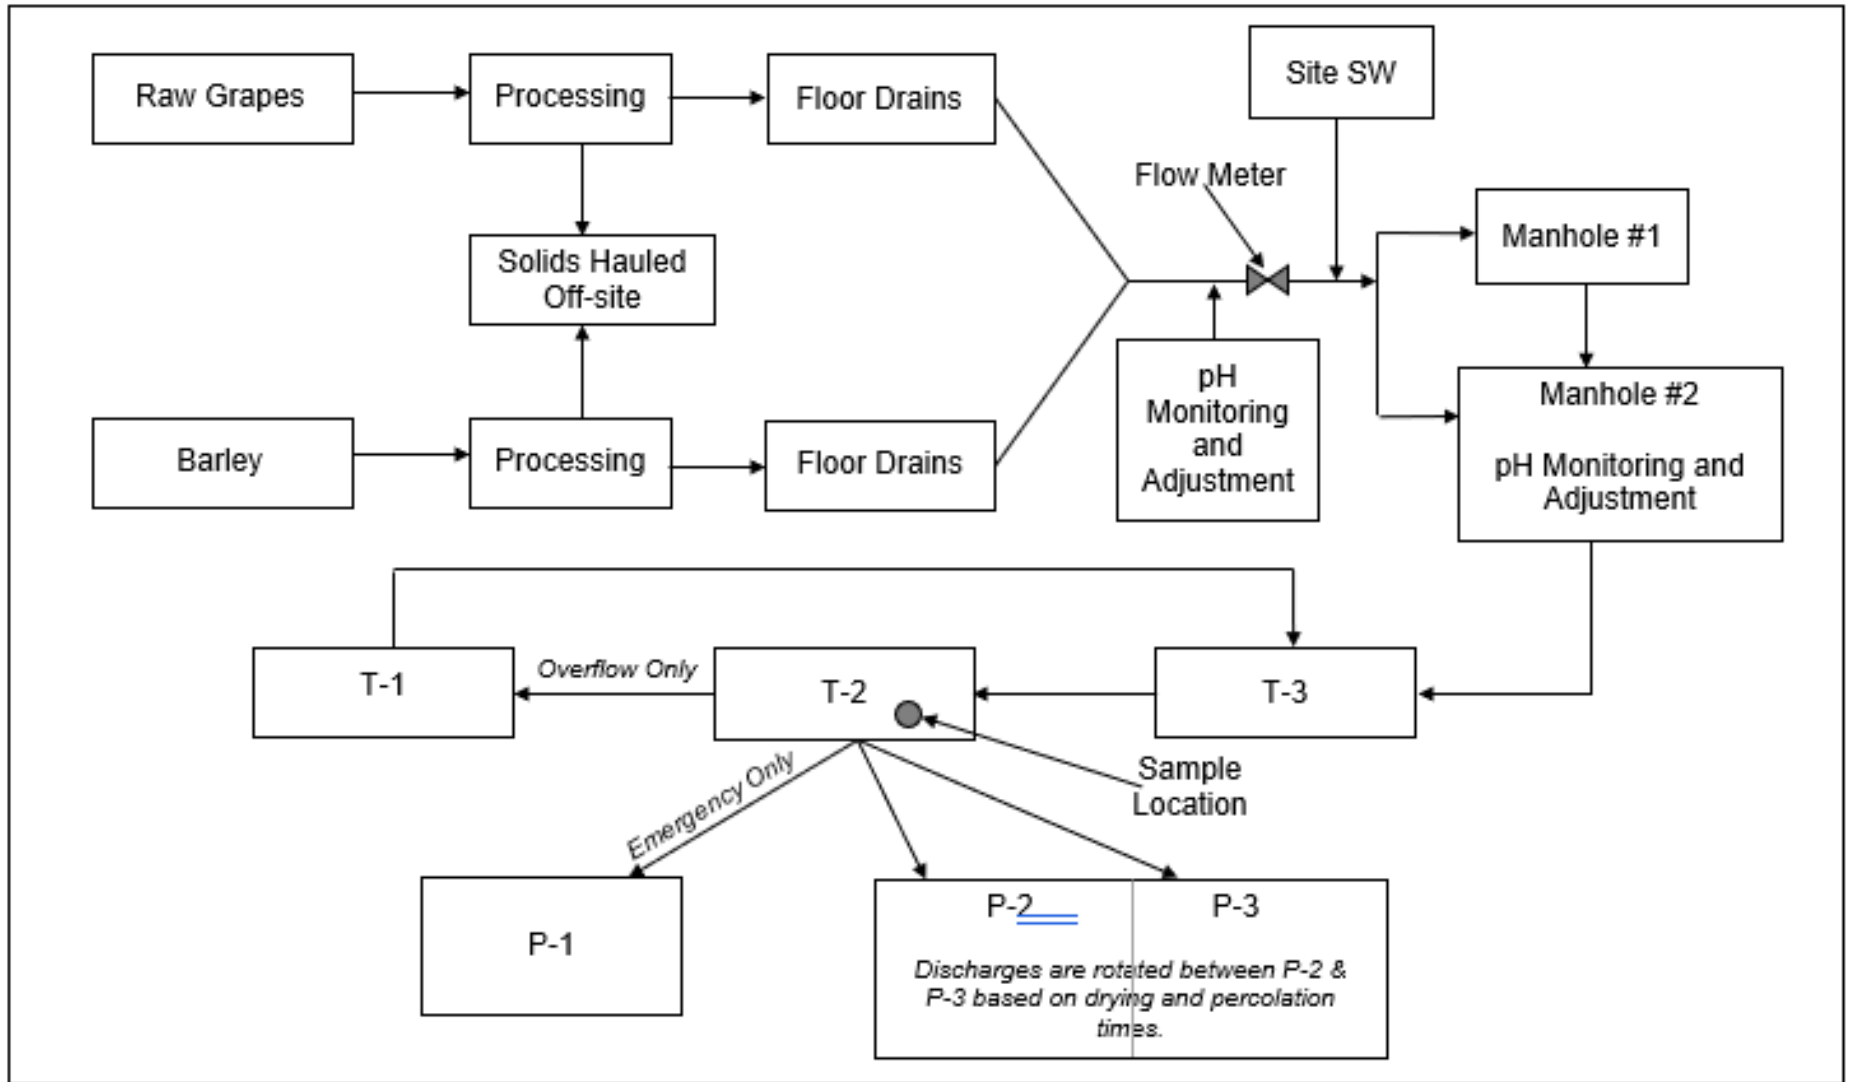 Raw Grapes
Processing
Floor Drains
Site SW
Flow Meter
Manhole #1
Solids Hauled
Off-site
pH
Monitoring
and
Adjustment
Manhole #2
pH Monitoring and
Adjustment
Barley
Processing
Floor Drains
T-1
Overflow Only
T-2
T-3
Sample
Location
Emergency Only
P-1
P-2
P-3
Discharges are rotated between P-2 &
P-3 based on drying and percolation
times.